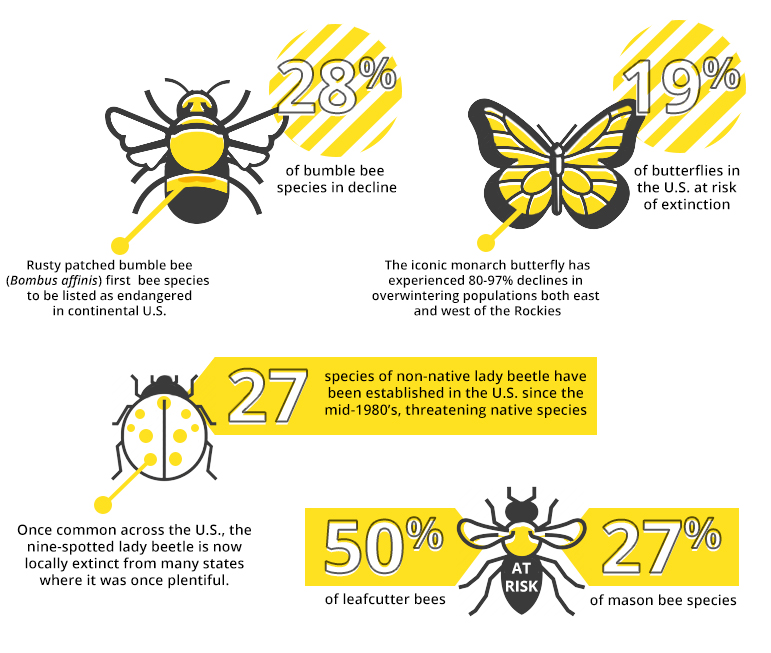 28%
of bumble bee
species in decline
Rusty patched bumble bee
(Bombus affinis) first bee species
to be listed as endangered
in continental U.S.
19%
of butterflies in
the U.S. at risk
of extinction
The iconic monarch butterfly has
experienced 80-97% declines in
overwintering populations both east
and west of the Rockies
27
species of non-native lady beetle have
been established in the U.S. since the
mid-1980's, threatening native species
Once common across the U.S., the
nine-spotted lady beetle is now
locally extinct from many states
where it was once plentiful.
50%
of leafcutter bees
AT
RISK
27%
of mason bee species